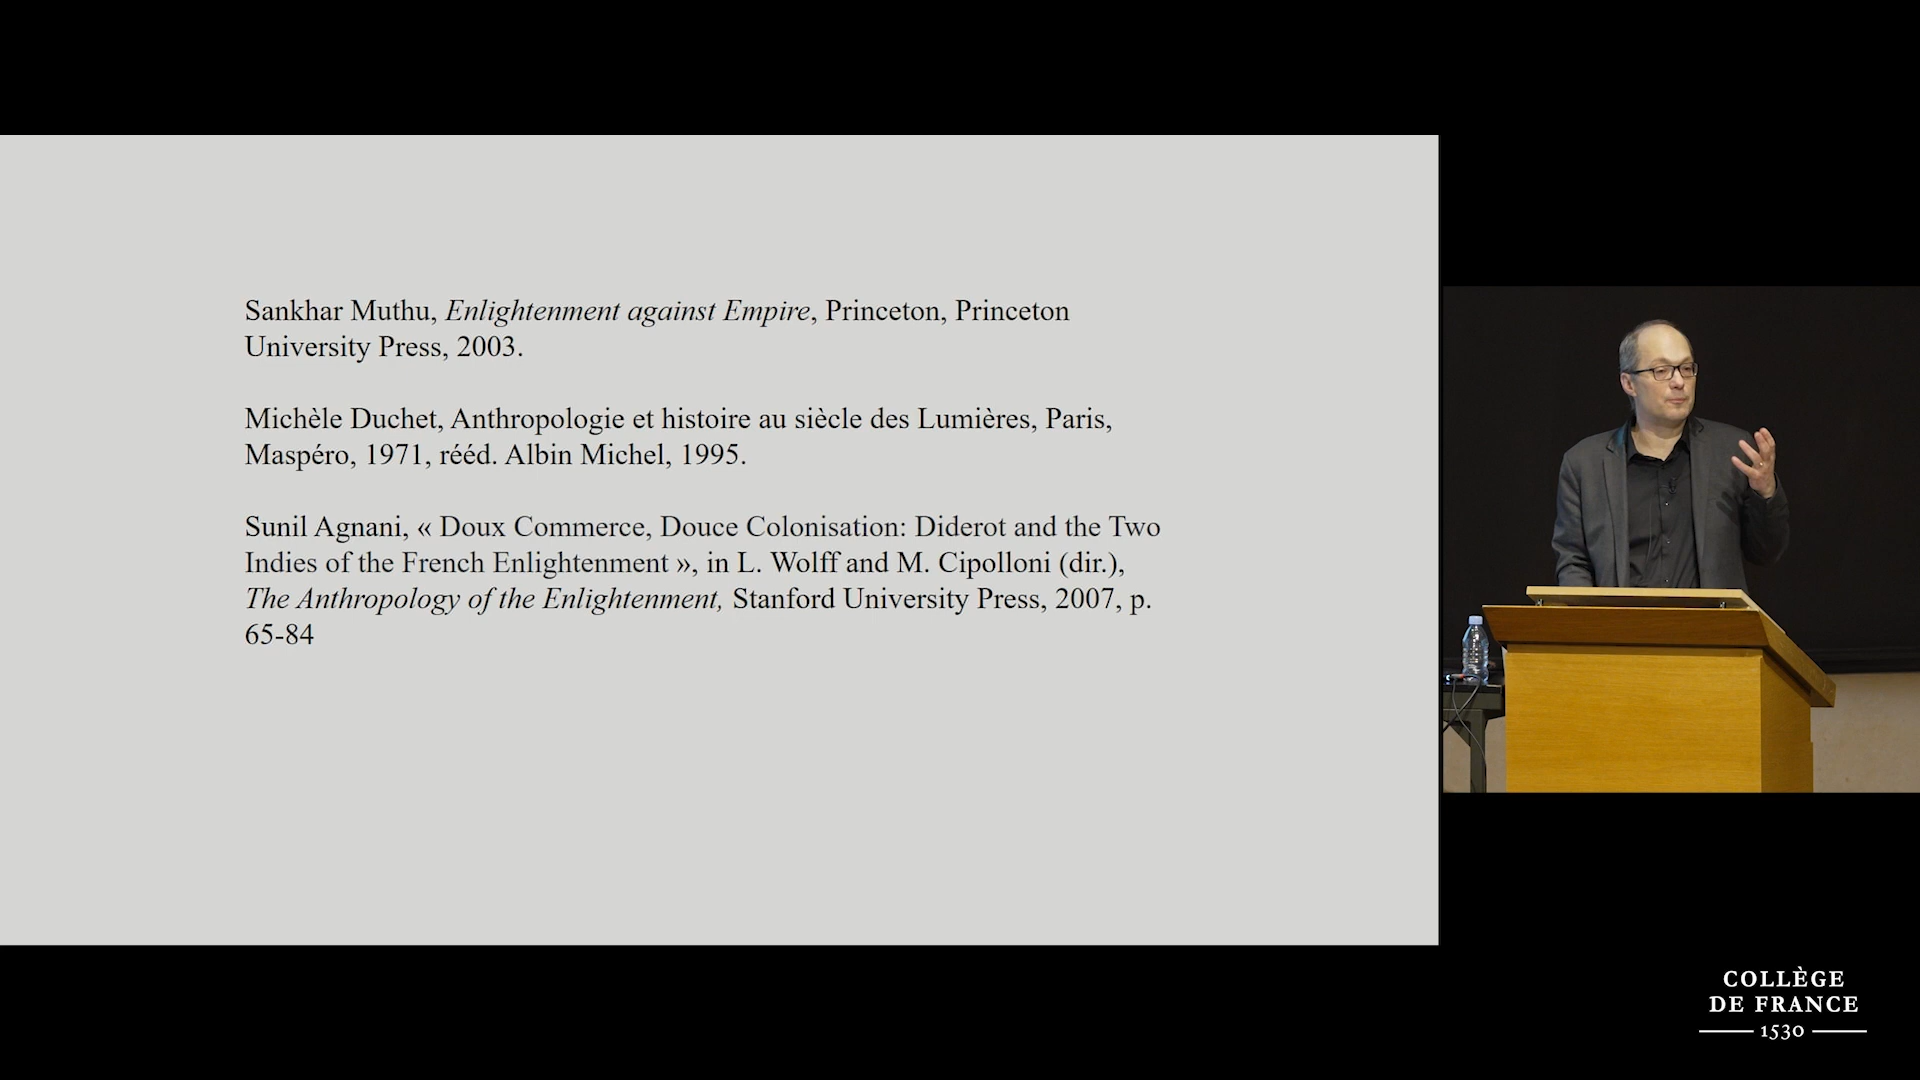 Sankhar Muthu, Enlightenment against Empire, Princeton, Princeton
University Press, 2003.
Michèle Duchet, Anthropologie et histoire au siècle des Lumières, Paris,
Maspéro, 1971, rééd. Albin Michel, 1995.
Sunil Agnani, « Doux Commerce, Douce Colonisation: Diderot and the Two
Indies of the French Enlightenment », in L. Wolff and M. Cipolloni (dir.),
The Anthropology of the Enlightenment, Stanford University Press, 2007, p.
65-84
COLLÈGE
DE FRANCE
1530